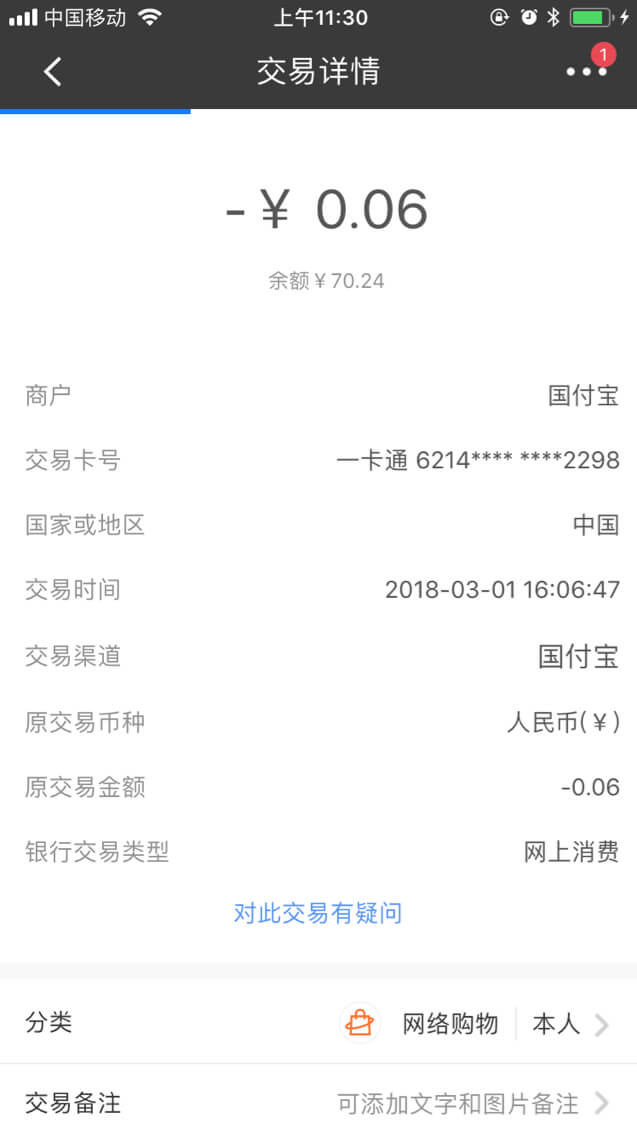 中国移动 上午11:30
交易详情 1
-¥ 0.06
余额¥70.24
商户 国付宝
交易卡号 一卡通 6214**** ****2298
国家或地区 中国
交易时间 2018-03-01 16:06:47
交易渠道 国付宝
原交易币种 人民币(¥)
原交易金额 -0.06
银行交易类型 网上消费
对此交易有疑问
分类 网络购物 本人
交易备注 可添加文字和图片备注